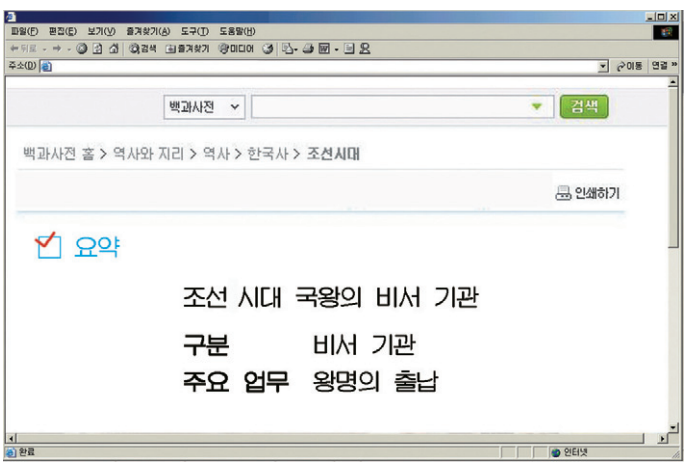 파일(F) 편집(E) 보기(V) 즐겨찾기(A) 도구(T) 도움말(H)
뒤로 검색 즐겨찾기 미디어
주소(D) 이동 연결 »
백과사전 검색
백과사전 홈 > 역사와 지리 > 역사 > 한국사 > 조선시대
인쇄하기
요약
조선 시대 국왕의 비서 기관
구분 비서 기관
주요 업무 왕명의 출납
완료 인터넷